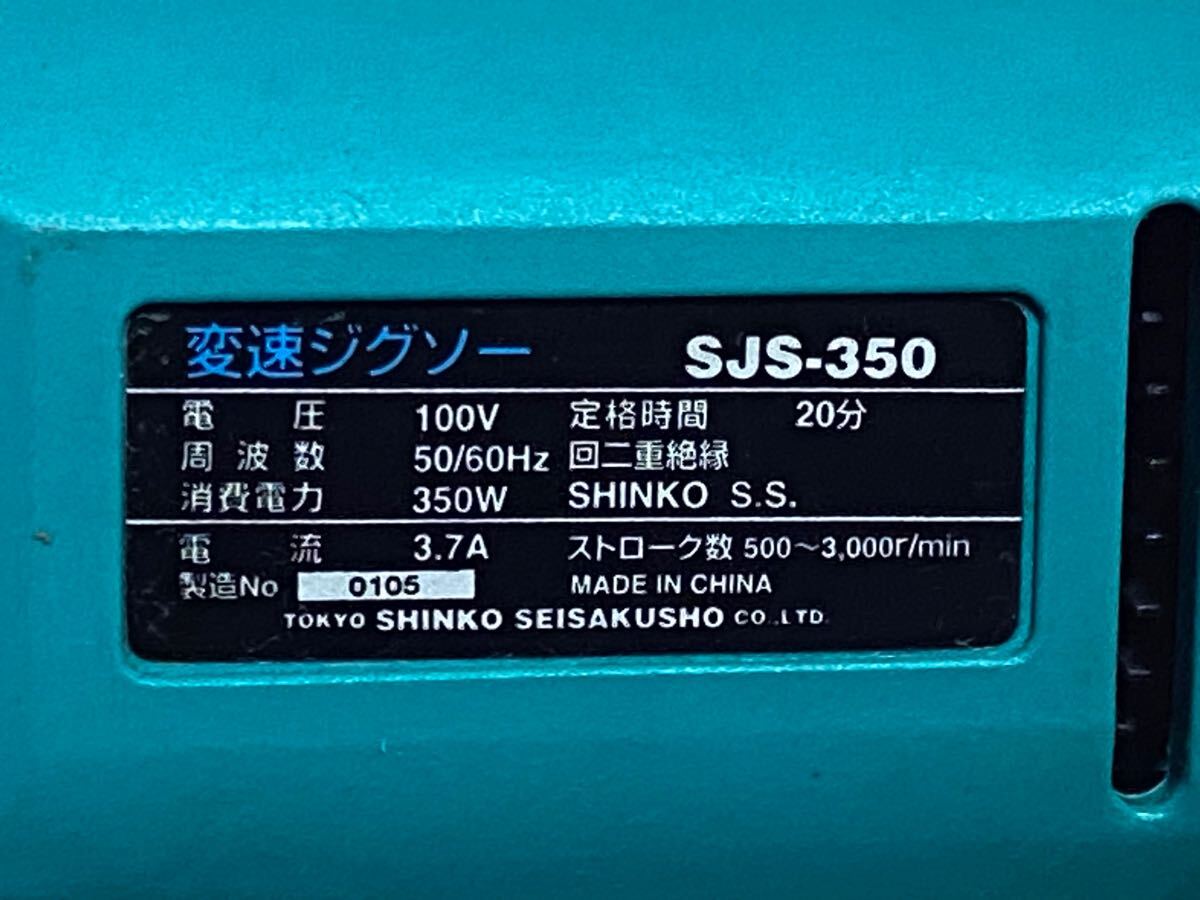 変速ジグソー SJS-350
電圧 100V 定格時間 20分
周波数 50/60Hz 回二重絶縁
消費電力 350W SHINKO S.S.
電流 3.7A ストローク数 500～3,000r/min
製造No 0105 MADE IN CHINA
TOKYO SHINKO SEISAKUSHO CO.,LTD.